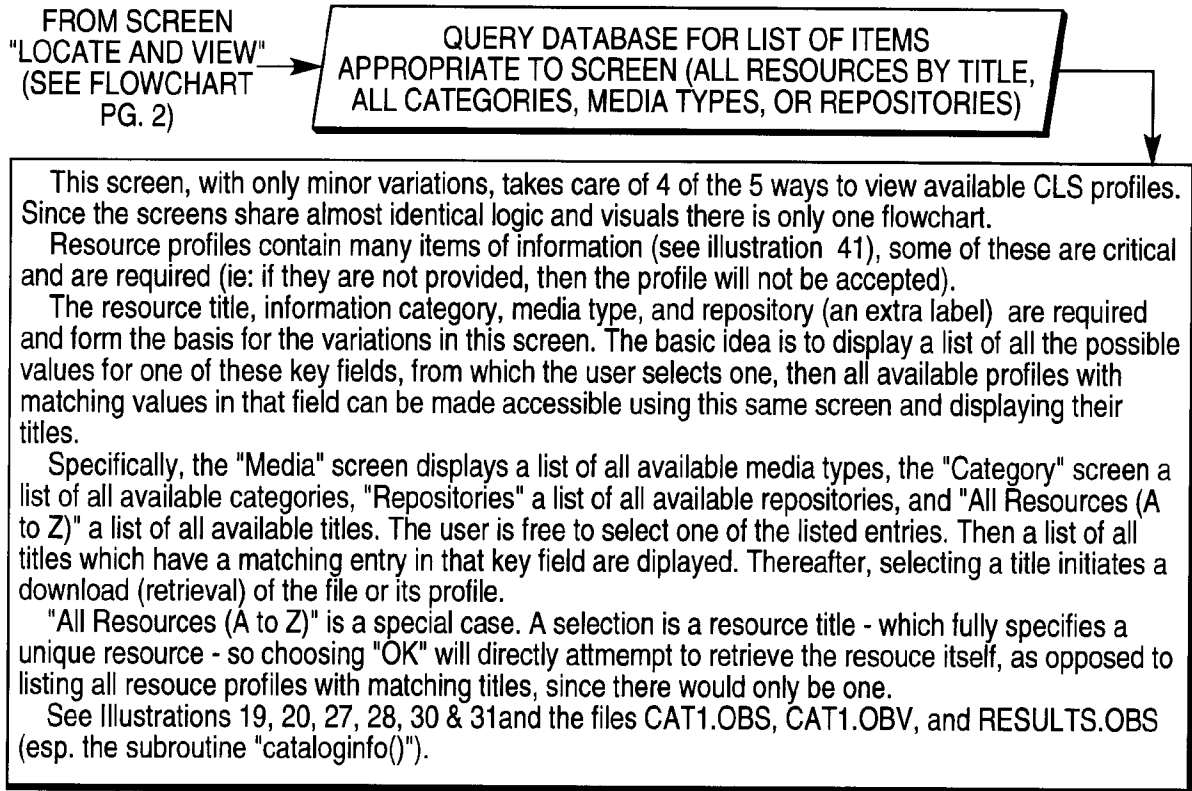 FROM SCREEN
"LOCATE AND VIEW"
(SEE FLOWCHART
PG. 2)
QUERY DATABASE FOR LIST OF ITEMS
APPROPRIATE TO SCREEN (ALL RESOURCES BY TITLE,
ALL CATEGORIES, MEDIA TYPES, OR REPOSITORIES)
This screen, with only minor variations, takes care of 4 of the 5 ways to view available CLS profiles.
Since the screens share almost identical logic and visuals there is only one flowchart.
Resource profiles contain many items of information (see illustration 41), some of these are critical
and are required (ie: if they are not provided, then the profile will not be accepted).
The resource title, information category, media type, and repository (an extra label) are required
and form the basis for the variations in this screen. The basic idea is to display a list of all the possible
values for one of these key fields, from which the user selects one, then all available profiles with
matching values in that field can be made accessible using this same screen and displaying their
titles.
Specifically, the "Media" screen displays a list of all available media types, the "Category" screen a
list of all available categories, "Repositories" a list of all available repositories, and "All Resources (A
to Z)" a list of all available titles. The user is free to select one of the listed entries. Then a list of all
titles which have a matching entry in that key field are diplayed. Thereafter, selecting a title initiates a
download (retrieval) of the file or its profile.
"All Resources (A to Z)" is a special case. A selection is a resource title - which fully specifies a
unique resource - so choosing "OK" will directly attmempt to retrieve the resouce itself, as opposed to
listing all resouce profiles with matching titles, since there would only be one.
See Illustrations 19, 20, 27, 28, 30 & 31and the files CAT1.OBS, CAT1.OBV, and RESULTS.OBS
(esp. the subroutine "cataloginfo()").